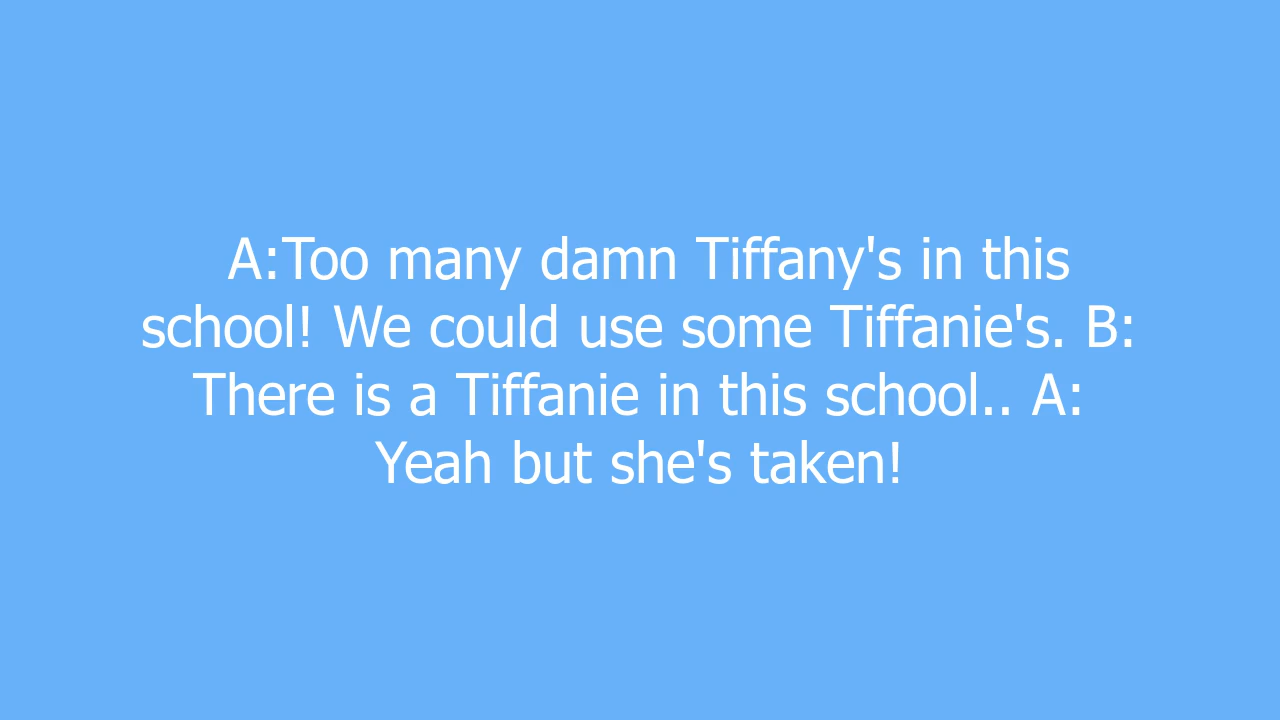 A:Too many damn Tiffany's in this
school! We could use some Tiffanie's. B:
There is a Tiffanie in this school.. A:
Yeah but she's taken!